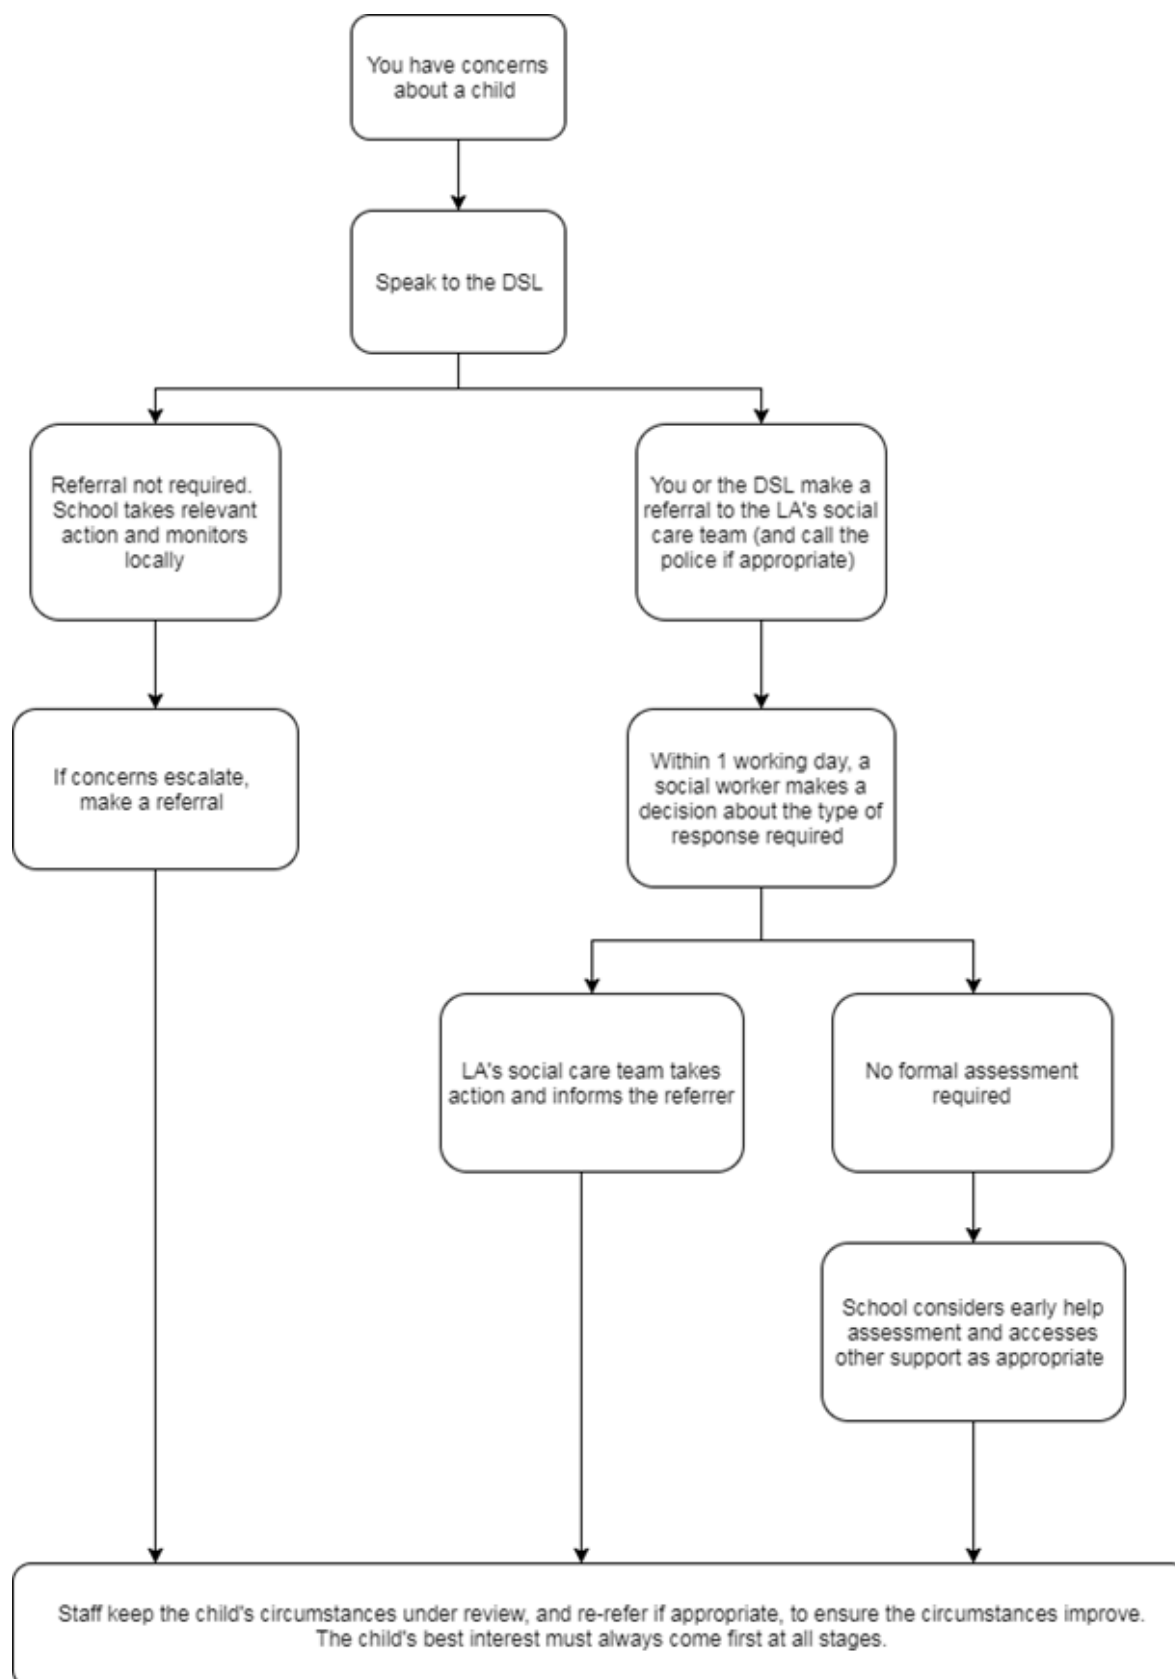 You have concerns
about a child
Speak to the DSL
Referral not required.
School takes relevant
action and monitors
locally
You or the DSL make a
referral to the LA's social
care team (and call the
police if appropriate)
If concerns escalate,
make a referral
Within 1 working day, a
social worker makes a
decision about the type of
response required
LA's social care team takes
action and informs the referrer
No formal assessment
required
School considers early help
assessment and accesses
other support as appropriate
Staff keep the child's circumstances under review, and re-refer if appropriate, to ensure the circumstances improve.
The child's best interest must always come first at all stages.